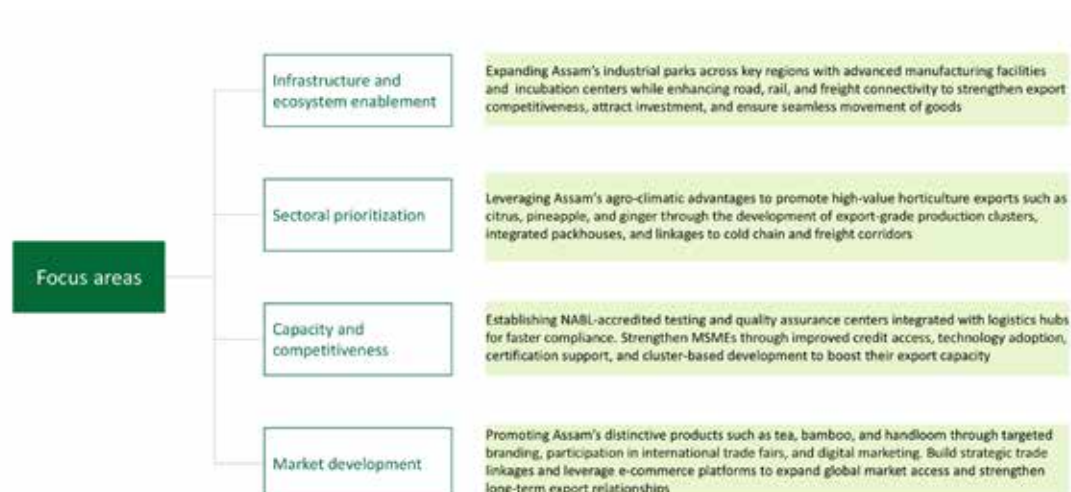 Focus areas
Infrastructure and
ecosystem enablement
Expanding Assam's industrial parks across key regions with advanced manufacturing facilities
and incubation centers while enhancing road, rail, and freight connectivity to strengthen export
competitiveness, attract investment, and ensure seamless movement of goods
Sectoral prioritization
Leveraging Assam's agro-climatic advantages to promote high-value horticulture exports such as
citrus, pineapple, and ginger through the development of export-grade production clusters,
integrated packhouses, and linkages to cold chain and freight corridors
Capacity and
competitiveness
Establishing NABL-accredited testing and quality assurance centers integrated with logistics hubs
for faster compliance. Strengthen MSMEs through improved credit access, technology adoption,
certification support, and cluster-based development to boost their export capacity
Market development
Promoting Assam's distinctive products such as tea, bamboo, and handloom through targeted
branding, participation in international trade fairs, and digital marketing. Build strategic trade
linkages and leverage e-commerce platforms to expand global market access and strengthen
long-term export relationships